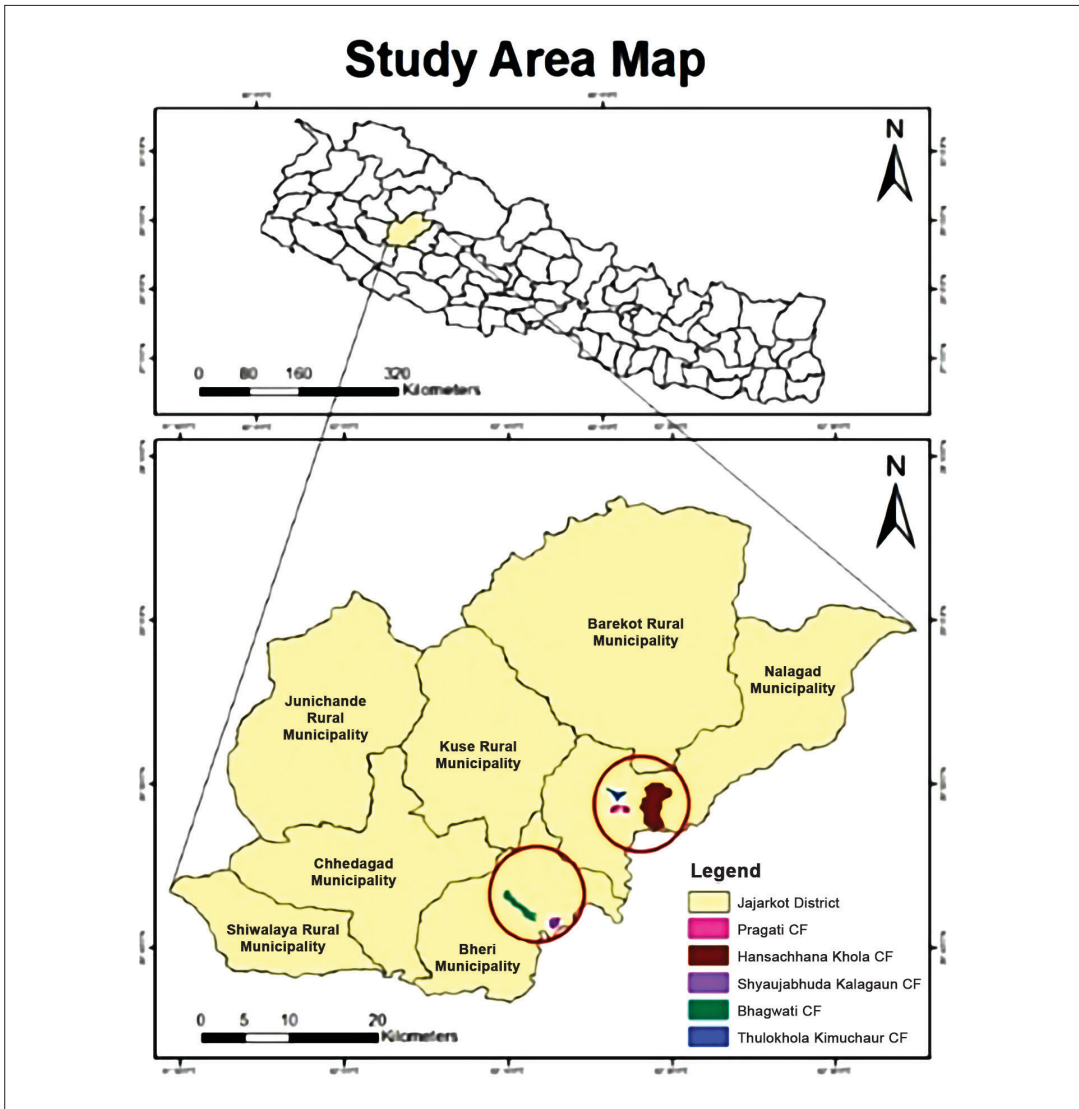 Study Area Map
N
0 80 160 320
Kilometers
N
Barekot Rural
Municipality
Nalagad
Municipality
Junichande
Rural
Municipality
Kuse Rural
Municipality
Chhedagad
Municipality
Shiwalaya Rural
Municipality
Bheri
Municipality
Legend
Jajarkot District
Pragati CF
Hansachhana Khola CF
Shyaujabhuda Kalagaun CF
Bhagwati CF
Thulokhola Kimuchaur CF
0 5 10 20
Kilometers